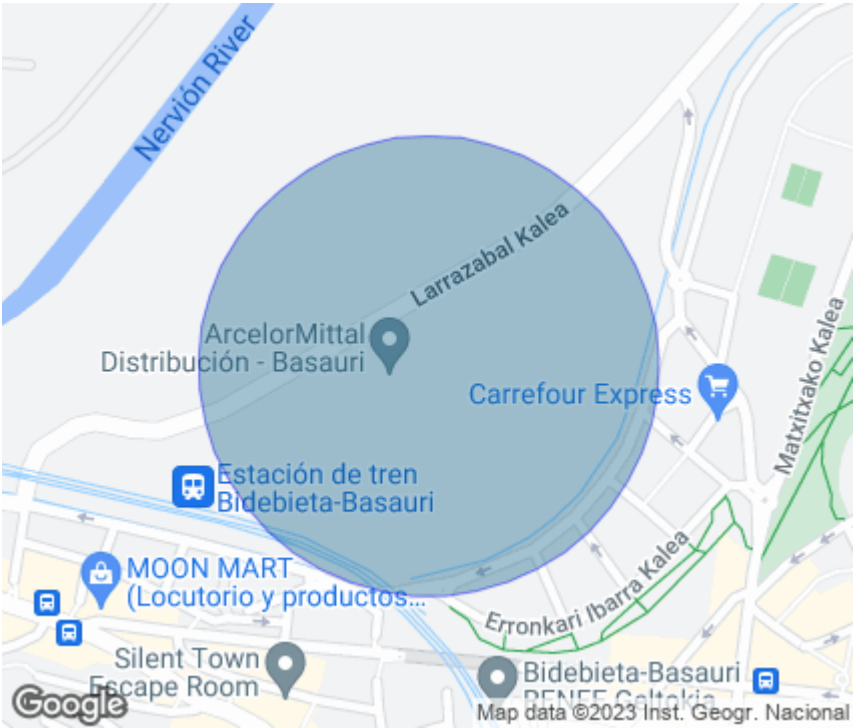 Nervión River
Larrazabal Kalea
ArcelorMittal
Distribución - Basauri
Carrefour Express
Matxitxako Kalea
Estación de tren
Bidebieta-Basauri
MOON MART
(Locutorio y productos...
Erronkari Ibarra Kalea
Silent Town
Escape Room
Bidebieta-Basauri
RENFE Geltokia
Google
Map data ©2023 Inst. Geogr. Nacional